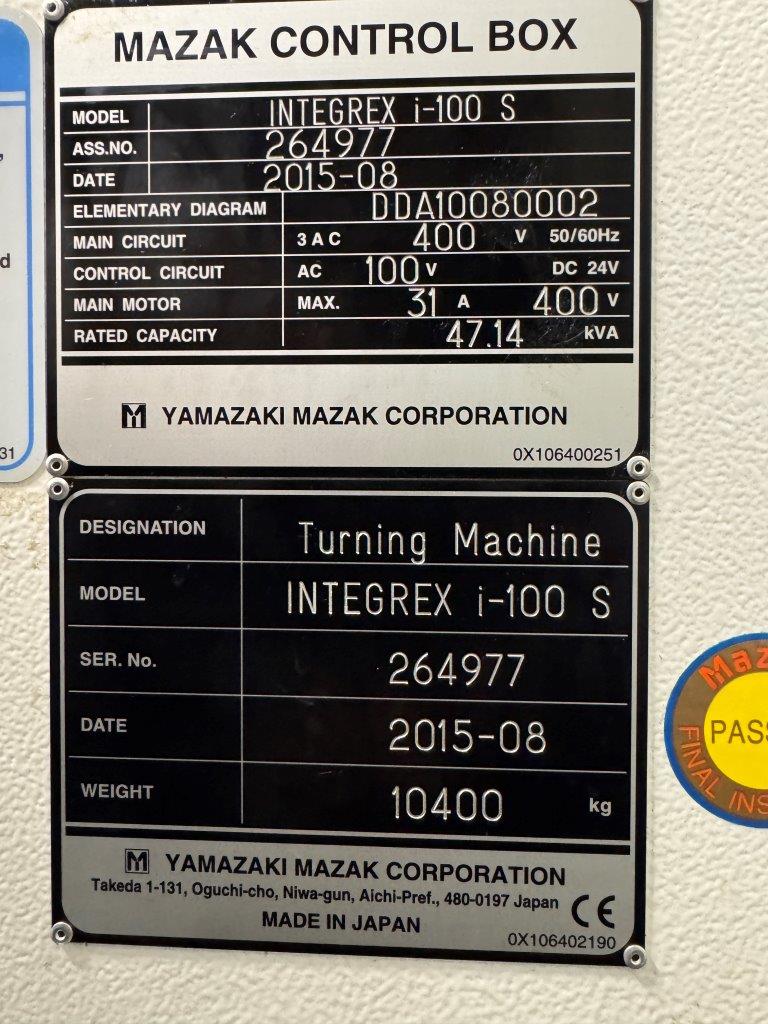 MAZAK CONTROL BOX
MODEL INTEGREX i-100 S
ASS.NO. 264977
DATE 2015-08
ELEMENTARY DIAGRAM DDA10080002
MAIN CIRCUIT 3 A C 400 V 50/60Hz
CONTROL CIRCUIT AC 100 V DC 24V
MAIN MOTOR MAX. 31 A 400 V
RATED CAPACITY 47.14 kVA
YAMAZAKI MAZAK CORPORATION
0X106400251
DESIGNATION Turning Machine
MODEL INTEGREX i-100 S
SER. No. 264977
DATE 2015-08
WEIGHT 10400 kg
YAMAZAKI MAZAK CORPORATION
Takeda 1-131, Oguchi-cho, Niwa-gun, Aichi-Pref., 480-0197 Japan
CE
MADE IN JAPAN
0X106402190
31